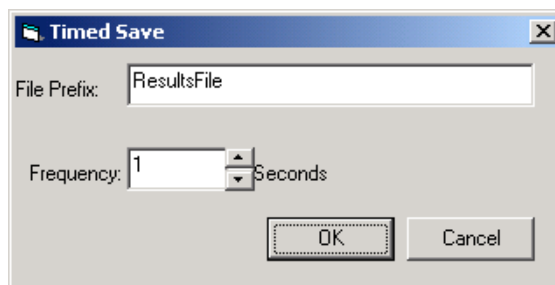 Timed Save
File Prefix: ResultsFile
Frequency: 1 Seconds
OK Cancel